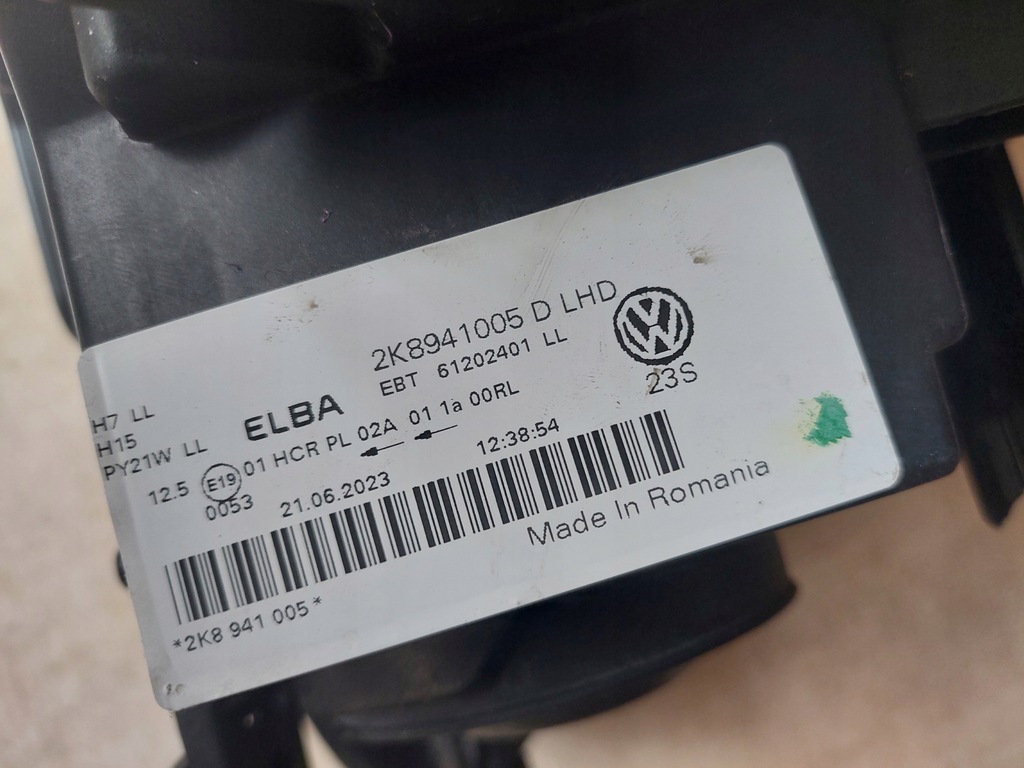 2K8941005 D LHD
EBT 61202401 LL
23S
H7 LL
H15
PY21W LL
ELBA
12.5 E19 01 HCR PL 02A 01 1a 00RL
0053
21.06.2023
12:38:54
Made In Romania
*2K8 941 005*